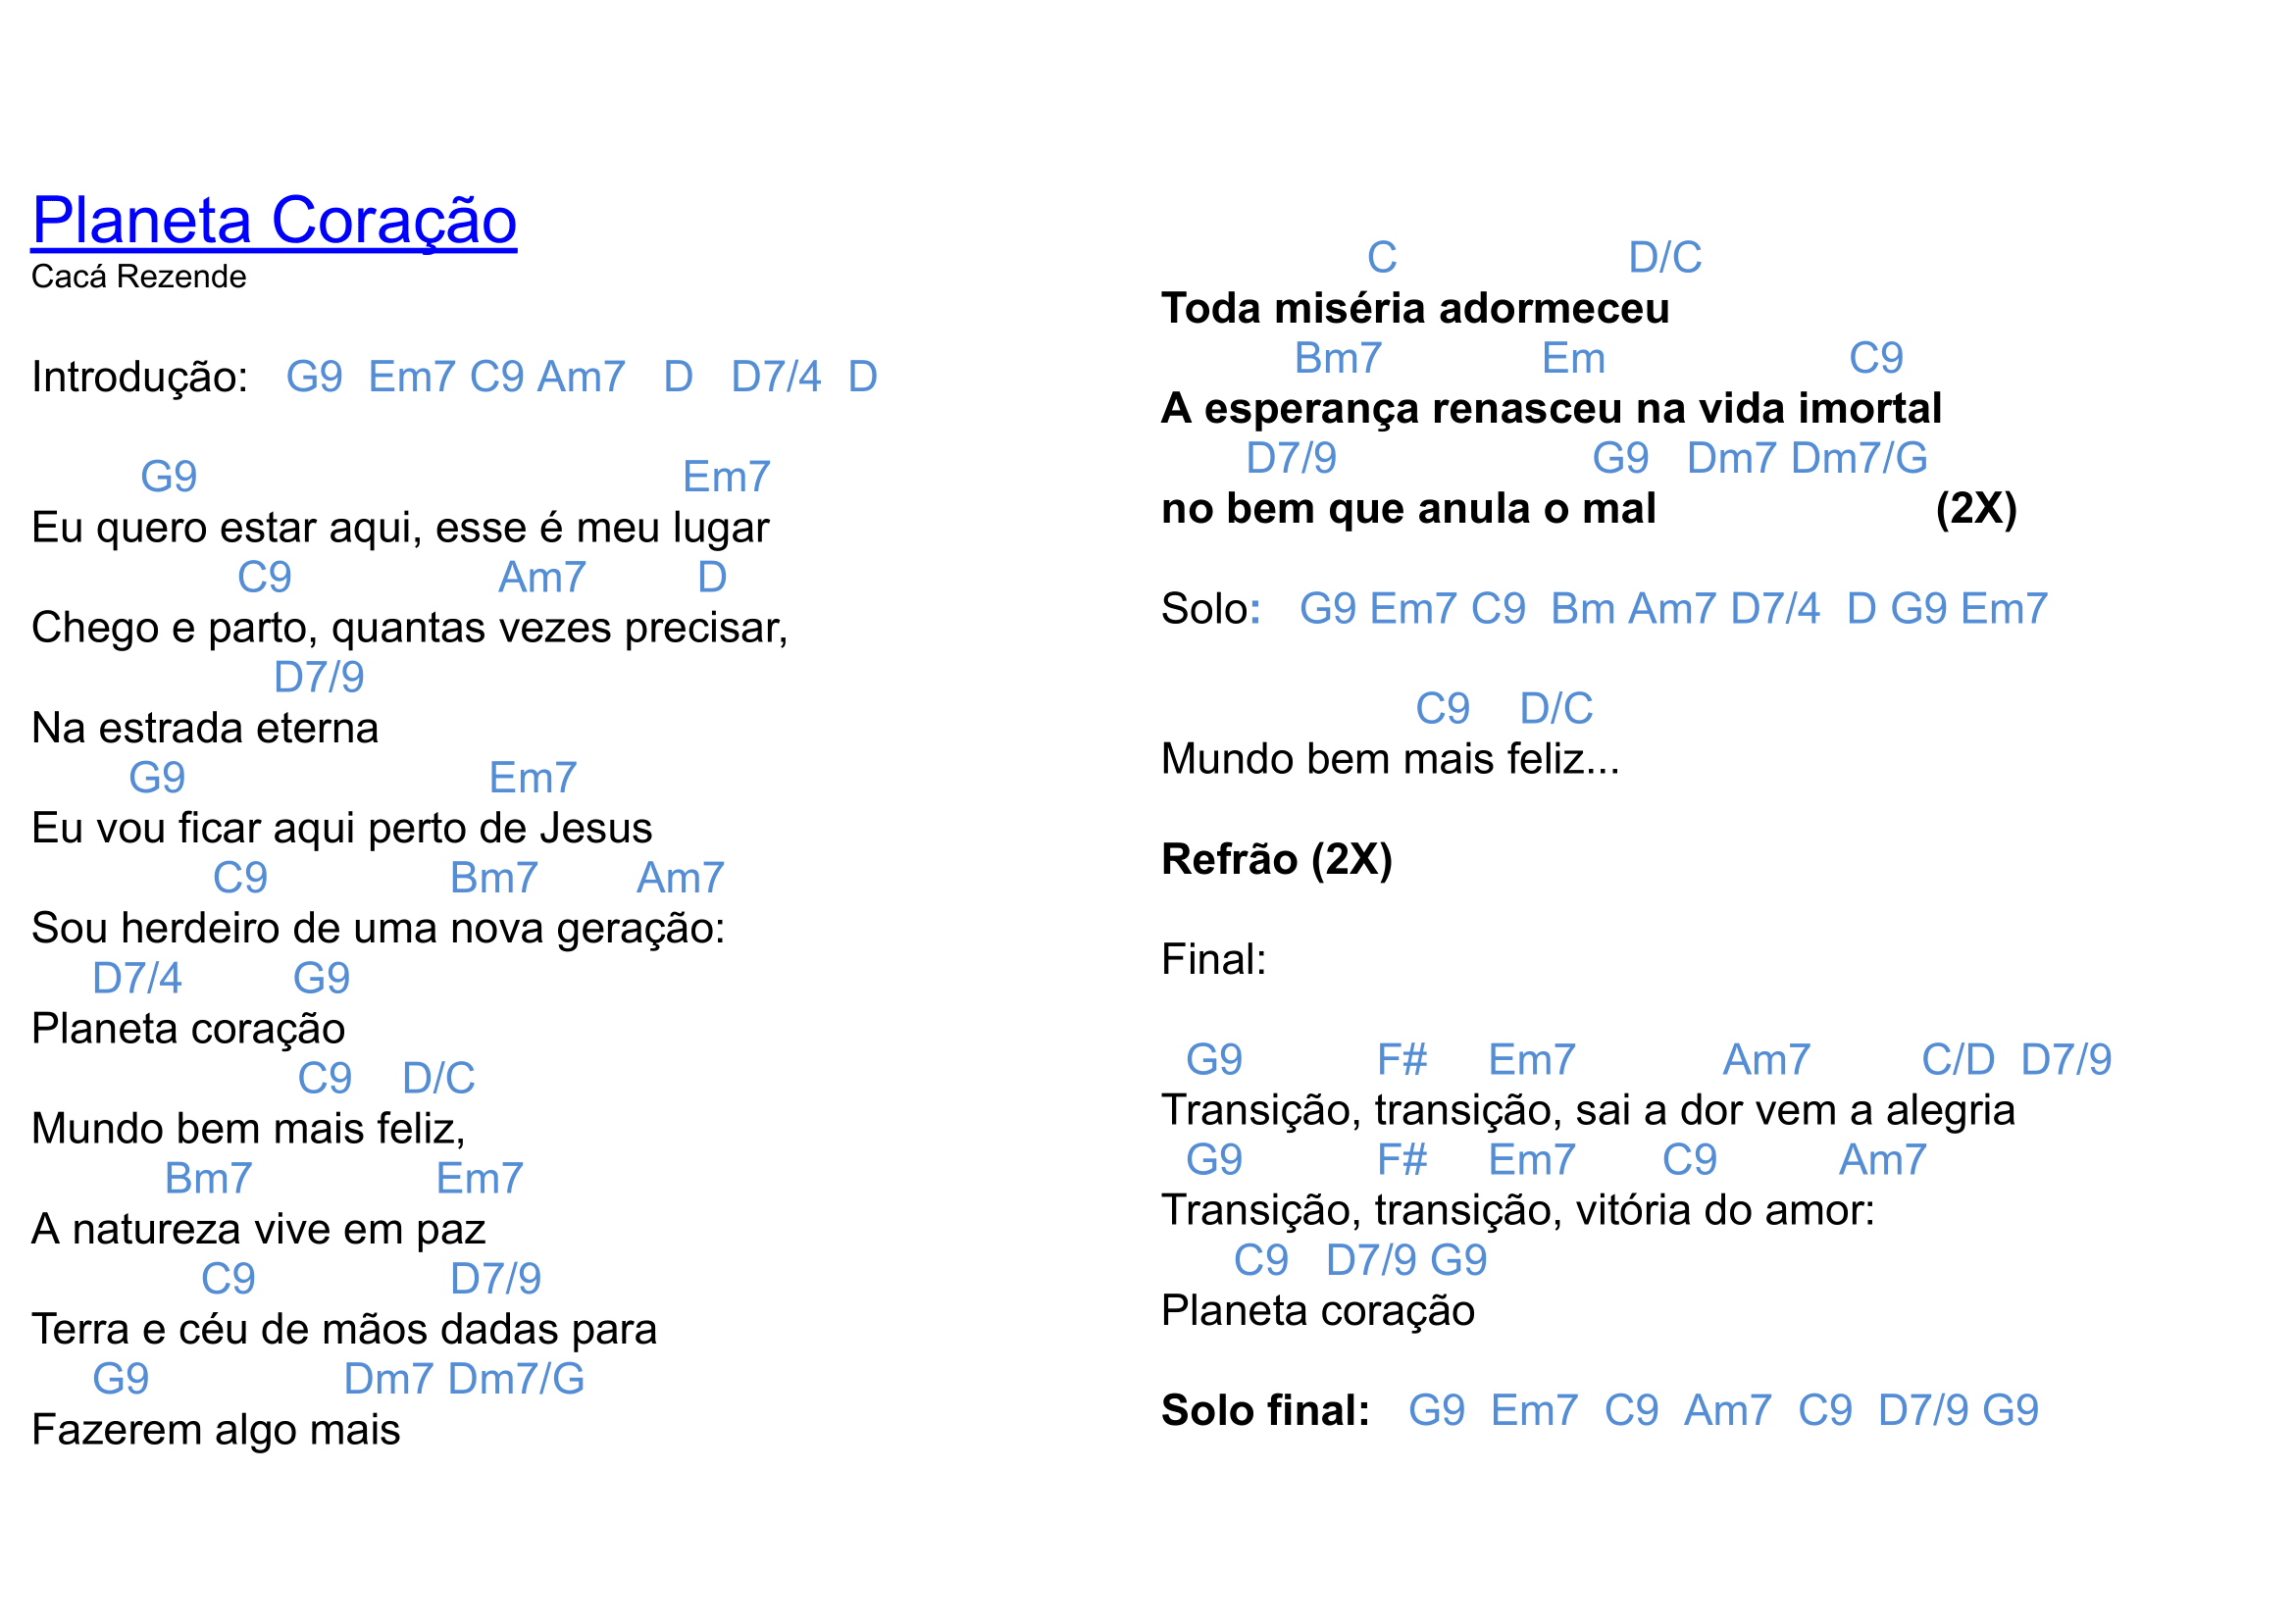 Planeta Coração
Cacá Rezende
Introdução: G9 Em7 C9 Am7 D D7/4 D
G9 Em7
Eu quero estar aqui, esse é meu lugar
C9 Am7 D
Chego e parto, quantas vezes precisar,
D7/9
Na estrada eterna
G9 Em7
Eu vou ficar aqui perto de Jesus
C9 Bm7 Am7
Sou herdeiro de uma nova geração:
D7/4 G9
Planeta coração
C9 D/C
Mundo bem mais feliz,
Bm7 Em7
A natureza vive em paz
C9 D7/9
Terra e céu de mãos dadas para
G9 Dm7 Dm7/G
Fazerem algo mais
C D/C
Toda miséria adormeceu
Bm7 Em C9
A esperança renasceu na vida imortal
D7/9 G9 Dm7 Dm7/G
no bem que anula o mal (2X)
Solo: G9 Em7 C9 Bm Am7 D7/4 D G9 Em7
C9 D/C
Mundo bem mais feliz...
Refrão (2X)
Final:
G9 F# Em7 Am7 C/D D7/9
Transição, transição, sai a dor vem a alegria
G9 F# Em7 C9 Am7
Transição, transição, vitória do amor:
C9 D7/9 G9
Planeta coração
Solo final: G9 Em7 C9 Am7 C9 D7/9 G9